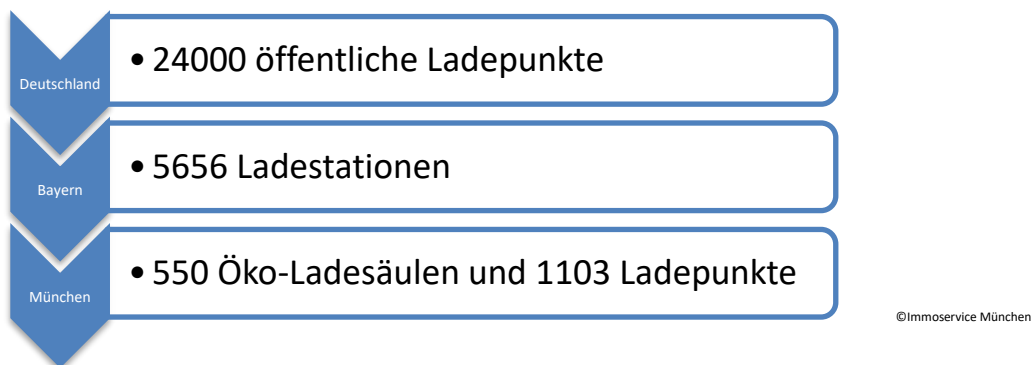 Deutschland
• 24000 öffentliche Ladepunkte
Bayern
• 5656 Ladestationen
München
• 550 Öko-Ladesäulen und 1103 Ladepunkte
©Immoservice München